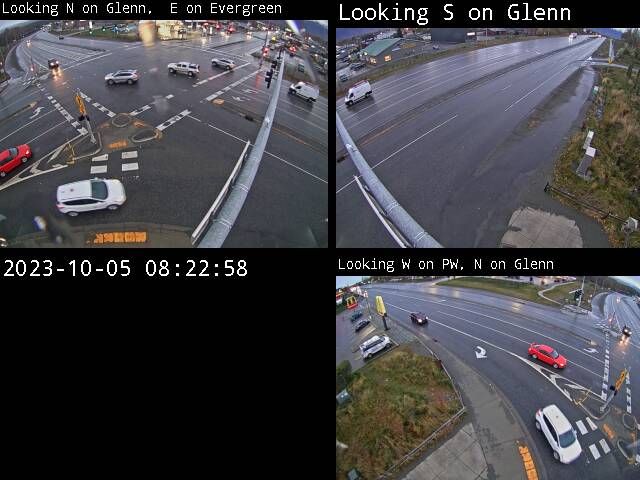 Looking N on Glenn,  E on Evergreen
Looking S on Glenn
2023-10-05 08:22:58
Looking W on PW, N on Glenn